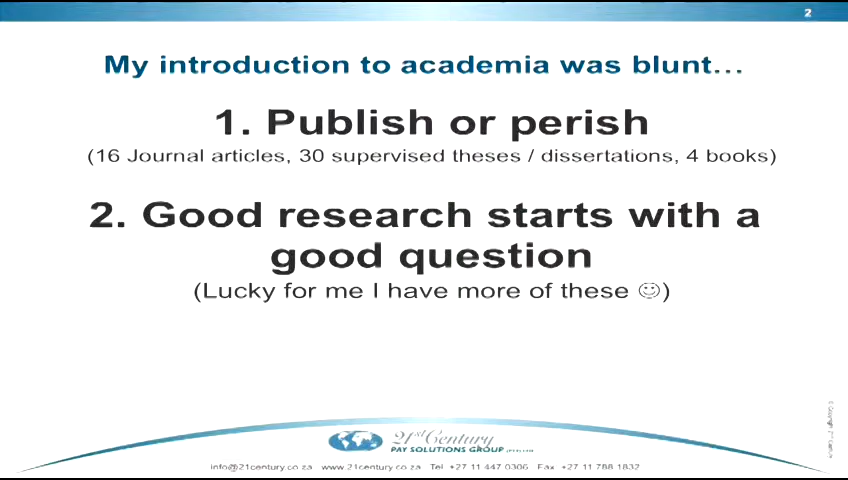 2
My introduction to academia was blunt...
1. Publish or perish
(16 Journal articles, 30 supervised theses / dissertations, 4 books)
2. Good research starts with a
good question
(Lucky for me I have more of these ☺)
21st Century
PAY SOLUTIONS GROUP (PTY) LTD
info@21century.co.za www.21century.co.za Tel +27 11 447 0306 Fax +27 11 788 1832